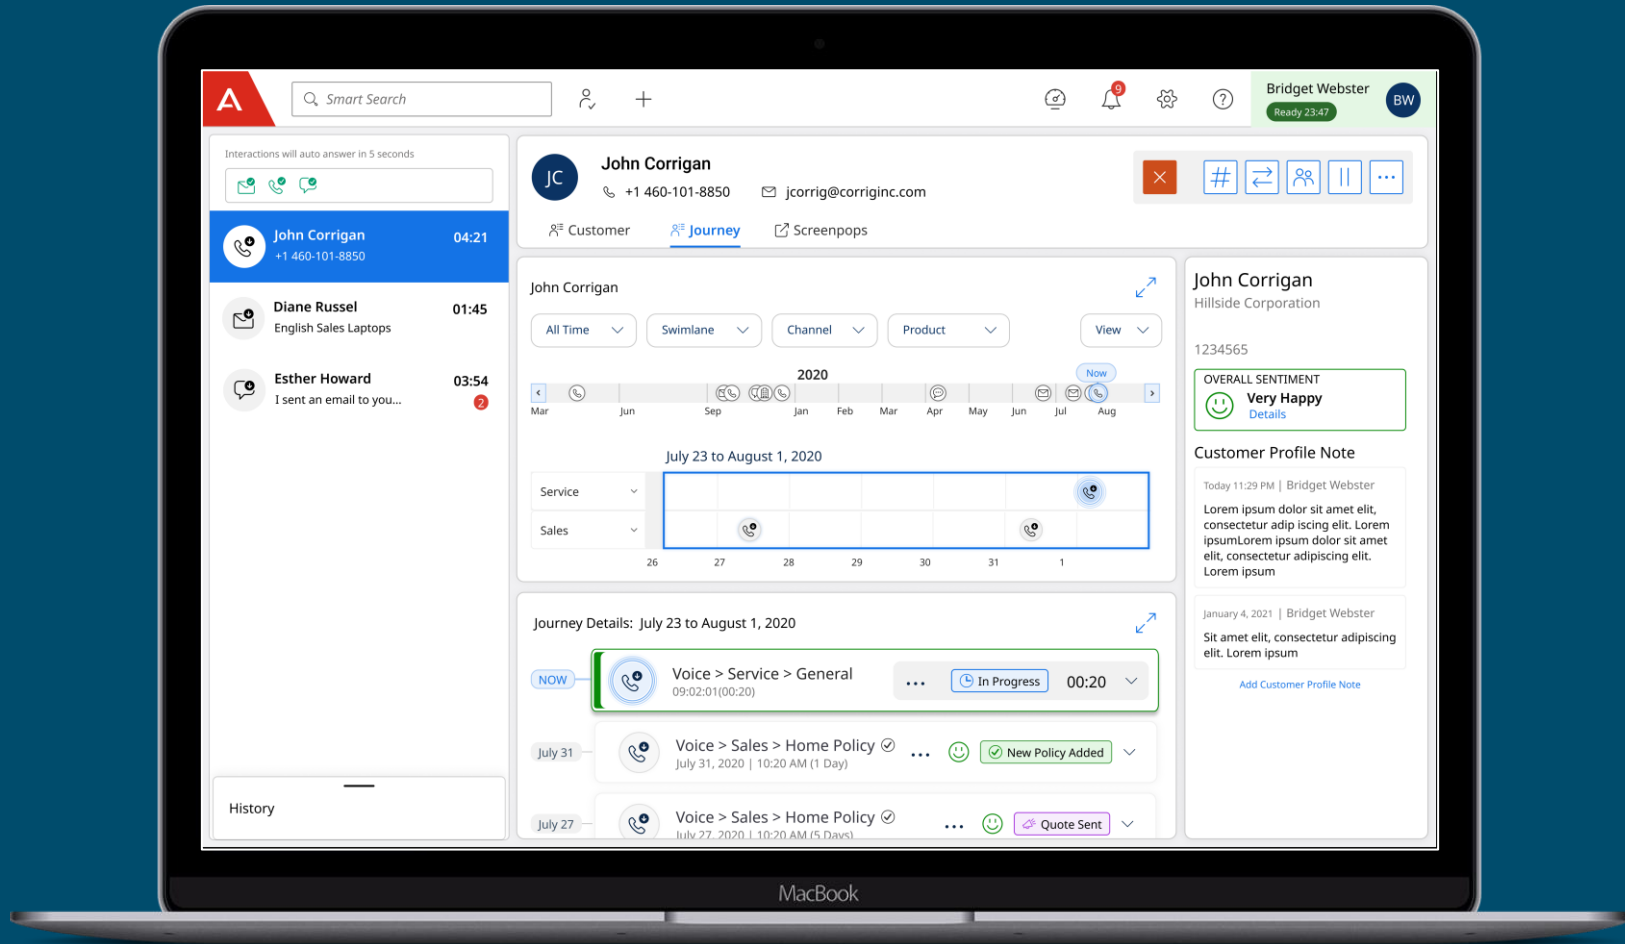 Smart Search
9
?
Bridget Webster
Ready 23:47
BW
Interactions will auto answer in 5 seconds
John Corrigan
04:21
+1 460-101-8850
Diane Russel
01:45
English Sales Laptops
Esther Howard
03:54
I sent an email to you...
2
History
JC
John Corrigan
+1 460-101-8850
jcorrig@corriginc.com
#
Customer
Journey
Screenpops
John Corrigan
All Time
Swimlane
Channel
Product
View
2020
Now
Mar Jun Sep Jan Feb Mar Apr May Jun Jul Aug
July 23 to August 1, 2020
Service
Sales
26 27 28 29 30 31 1
Journey Details: July 23 to August 1, 2020
NOW
Voice > Service > General
09:02:01(00:20)
In Progress
00:20
July 31
Voice > Sales > Home Policy
July 31, 2020 | 10:20 AM (1 Day)
New Policy Added
July 27
Voice > Sales > Home Policy
July 27, 2020 | 10:20 AM (5 Days)
Quote Sent
John Corrigan
Hillside Corporation
1234565
OVERALL SENTIMENT
Very Happy
Details
Customer Profile Note
Today 11:29 PM | Bridget Webster
Lorem ipsum dolor sit amet elit,
consectetur adip iscing elit. Lorem
ipsumLorem ipsum dolor sit amet
elit, consectetur adipiscing elit.
Lorem ipsum
January 4, 2021 | Bridget Webster
Sit amet elit, consectetur adipiscing
elit. Lorem ipsum
Add Customer Profile Note
MacBook